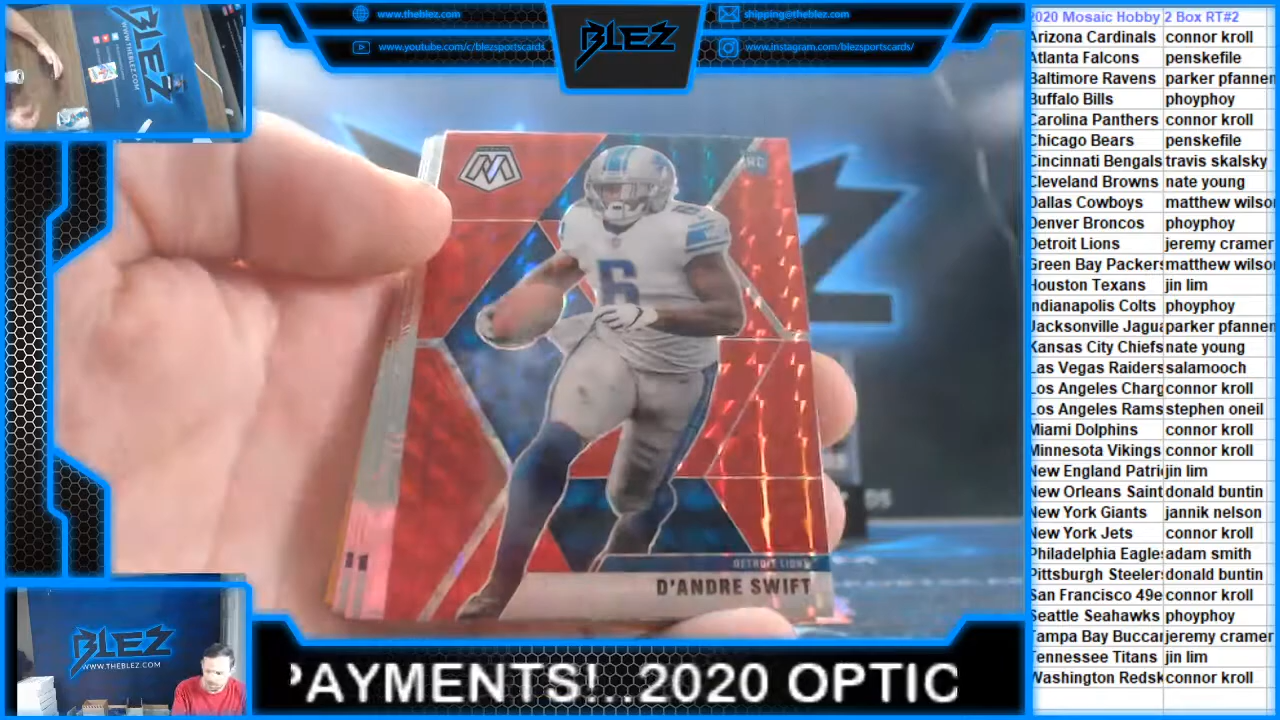 www.theblez.com
www.youtube.com/c/blezsportscards
BLEZ
shipping@theblez.com
www.instagram.com/blezsportscards/
BLEZ
WWW.THEBLEZ.COM
RC
6
DETROIT LIONS
D'ANDRE SWIFT
BLEZ
WWW.THEBLEZ.COM
PAYMENTS!..2020 OPTIC
2020 Mosaic Hobby 2 Box RT#2
Arizona Cardinals connor kroll
Atlanta Falcons penskefile
Baltimore Ravens parker pfannen
Buffalo Bills phoyphoy
Carolina Panthers connor kroll
Chicago Bears penskefile
Cincinnati Bengals travis skalsky
Cleveland Browns nate young
Dallas Cowboys matthew wilso
Denver Broncos phoyphoy
Detroit Lions jeremy cramer
Green Bay Packers matthew wilso
Houston Texans jin lim
Indianapolis Colts phoyphoy
Jacksonville Jagua parker pfannen
Kansas City Chiefs nate young
Las Vegas Raiders salamooch
Los Angeles Charg connor kroll
Los Angeles Rams stephen oneil
Miami Dolphins connor kroll
Minnesota Vikings connor kroll
New England Patri jin lim
New Orleans Saint donald buntin
New York Giants jannik nelson
New York Jets connor kroll
Philadelphia Eagles adam smith
Pittsburgh Steelers donald buntin
San Francisco 49e connor kroll
Seattle Seahawks phoyphoy
Tampa Bay Buccar jeremy cramer
Tennessee Titans jin lim
Washington Redsk connor kroll